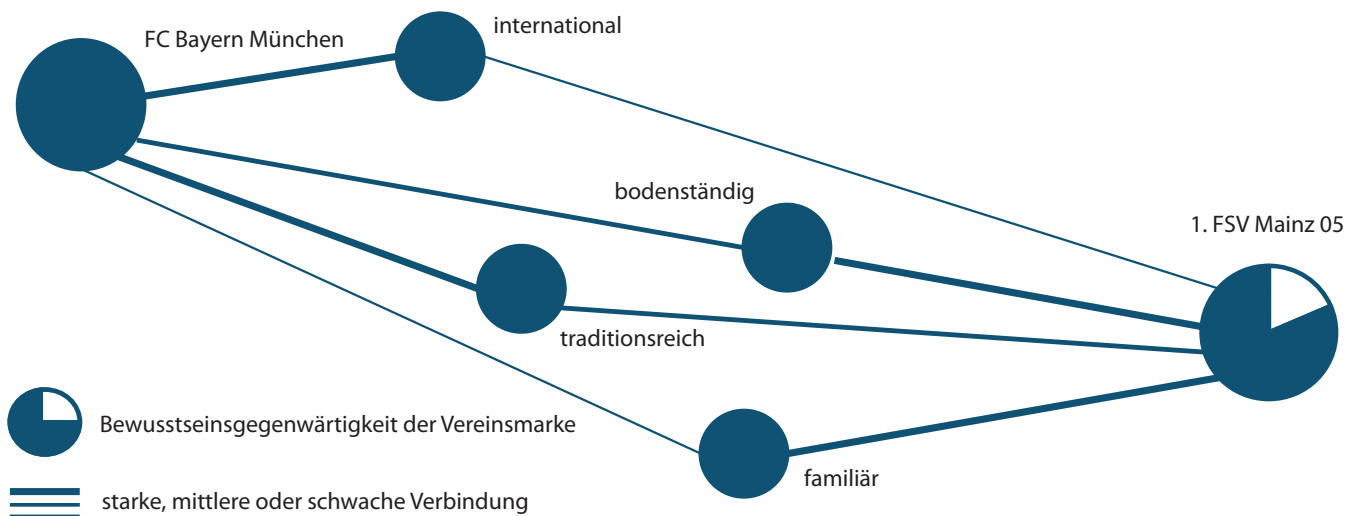 international
FC Bayern München
bodenständig
1. FSV Mainz 05
traditionsreich
Bewusstseinsgegenwärtigkeit der Vereinsmarke
familiär
starke, mittlere oder schwache Verbindung